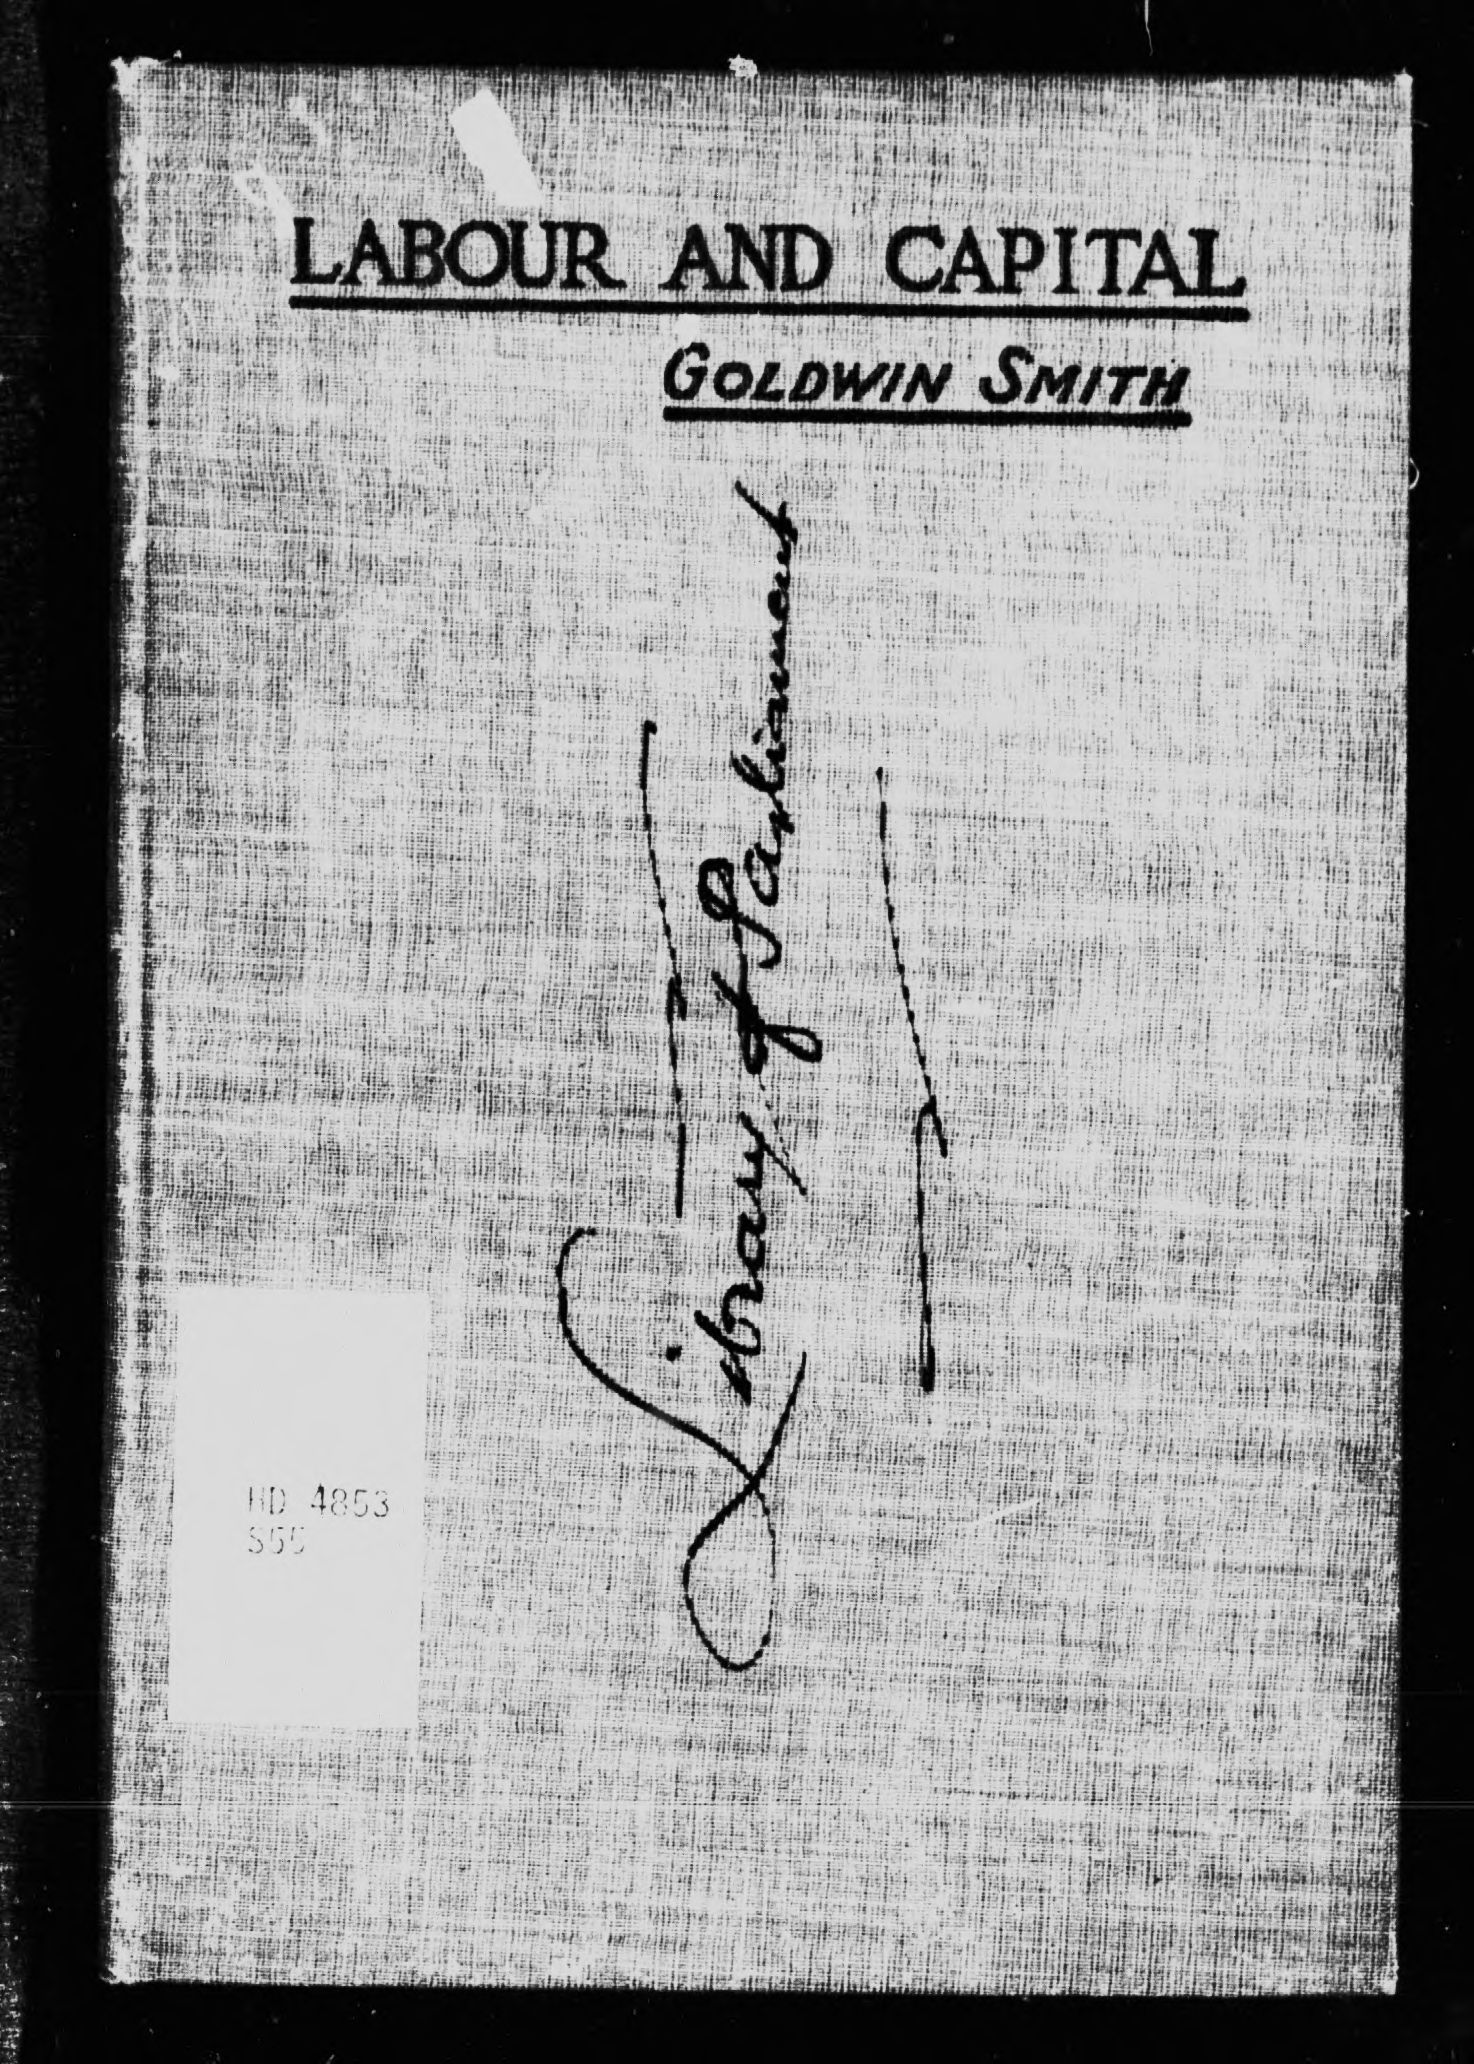 LABOUR AND CAPITAL
GOLDWIN SMITH
Library of Parliament
HD 4853
S55